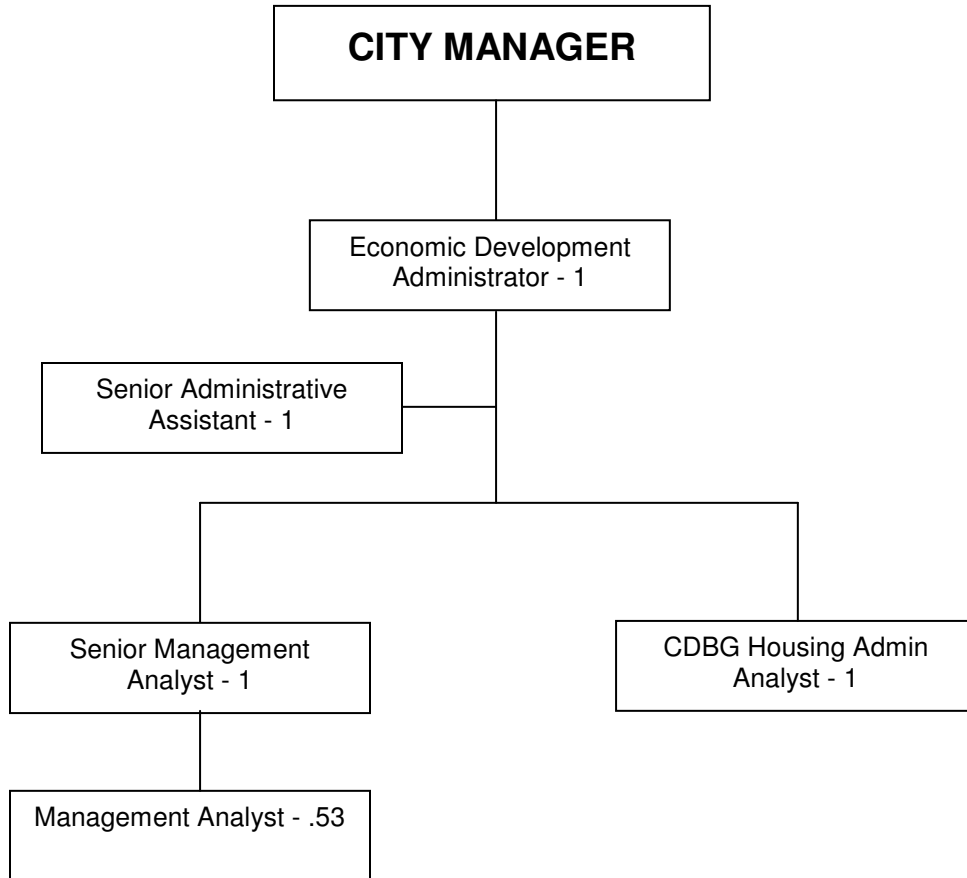 CITY MANAGER
Economic Development
Administrator - 1
Senior Administrative
Assistant - 1
Senior Management
Analyst - 1
CDBG Housing Admin
Analyst - 1
Management Analyst - .53